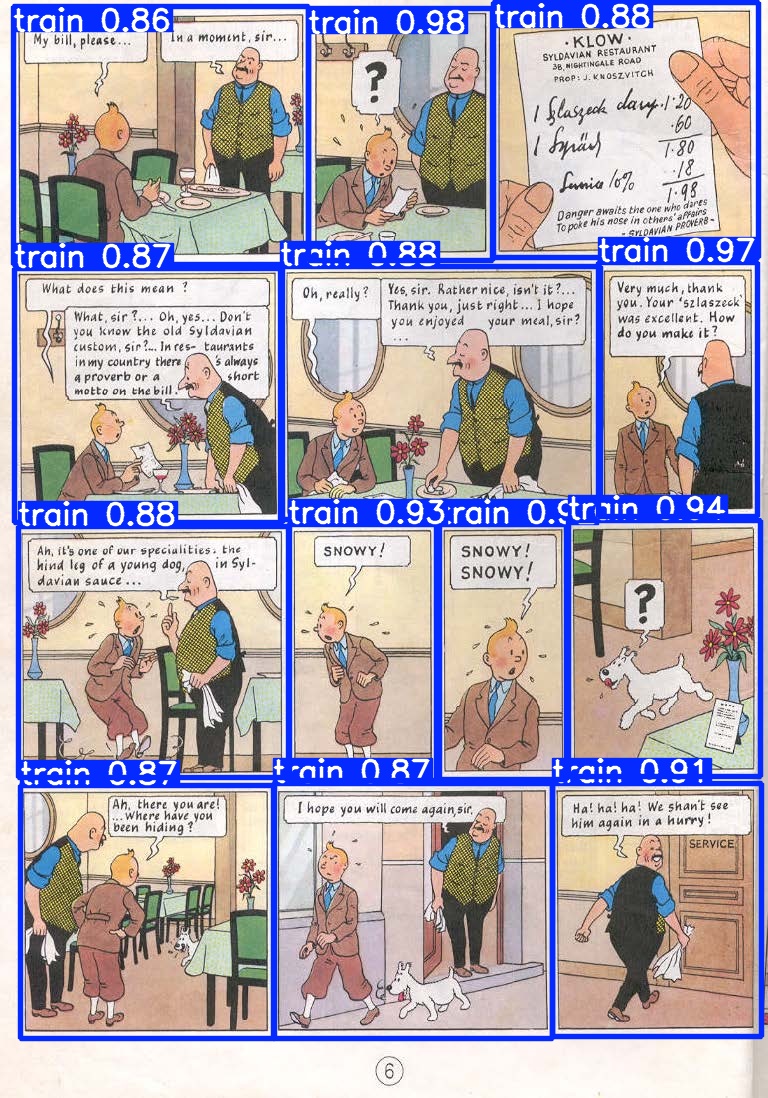 train 0.86
My bill, please...
In a moment, sir...
train 0.98
?
train 0.88
·KLOW·
SYLDAVIAN RESTAURANT
3B, NIGHTINGALE ROAD
PROP: J. KNOSZVITCH
1 Szlaszeck
1·20
1
.60
1·80
Service 10%
.18
1·98
Danger awaits the one who dares
To poke his nose in others' affairs
- SYLDAVIAN PROVERB -
train 0.87
What does this mean ?
What, sir?... Oh, yes... Don't
you know the old Syldavian
custom, sir?... In res- taurants
in my country there 's always
a proverb or a short
motto on the bill.
train 0.88
Oh, really?
Yes, sir. Rather nice, isn't it?...
Thank you, just right... I hope
you enjoyed your meal, sir?
...
train 0.97
Very much, thank
you. Your 'szlaszeck'
was excellent. How
do you make it?
train 0.88
Ah, it's one of our specialities: the
hind leg of a young dog, in Syl-
davian sauce ...
train 0.93
SNOWY!
train
SNOWY!
SNOWY!
train 0.94
?
train 0.87
Ah, there you are!
...Where have you
been hiding?
train 0.87
I hope you will come again, sir.
train 0.91
Ha! ha! ha! We shan't see
him again in a hurry!
SERVICE
6